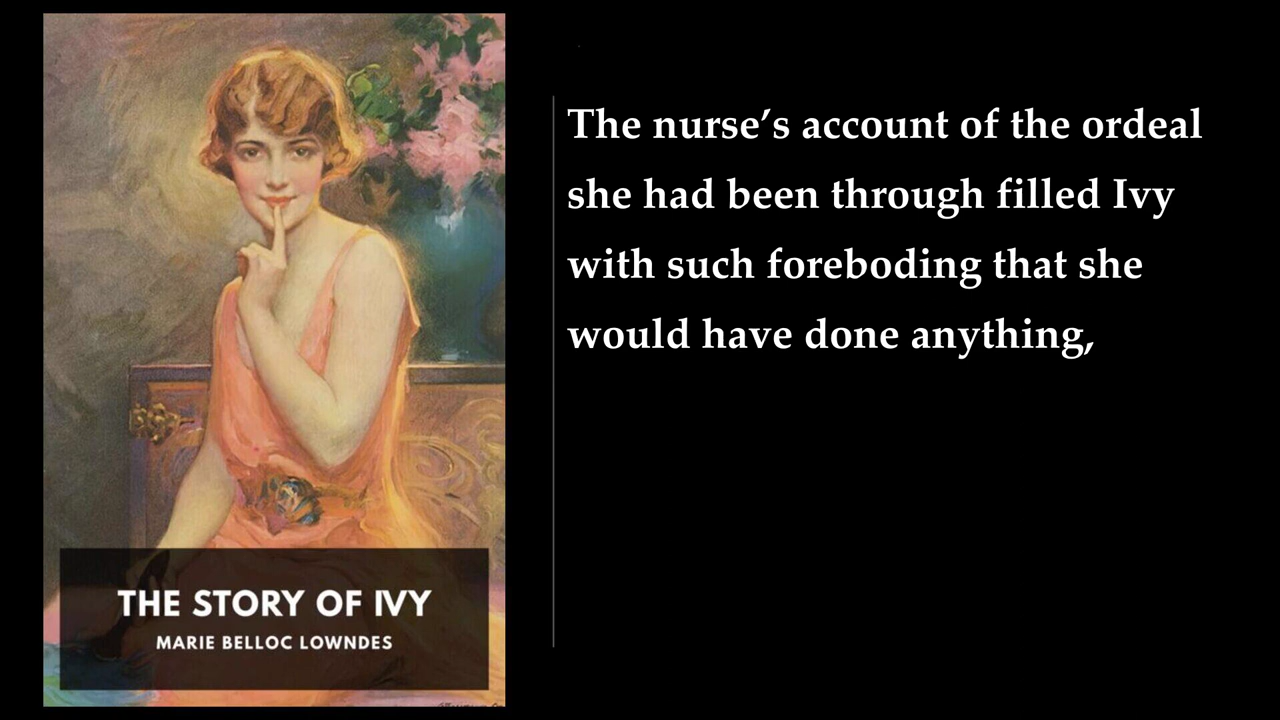 THE STORY OF IVY
MARIE BELLOC LOWNDES
The nurse’s account of the ordeal
she had been through filled Ivy
with such foreboding that she
would have done anything,